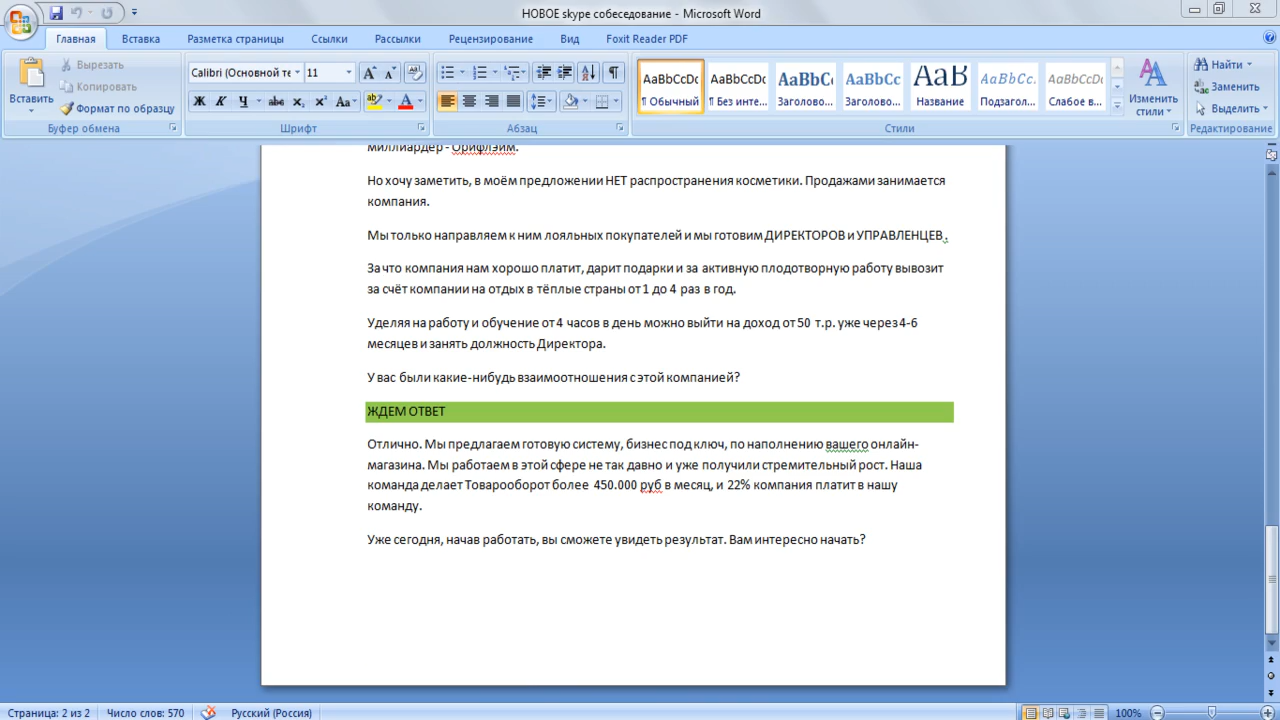 НОВОЕ skype собеседование - Microsoft Word
Главная Вставка Разметка страницы Ссылки Рассылки Рецензирование Вид Foxit Reader PDF
Вставить
Вырезать
Копировать
Формат по образцу
Буфер обмена
Calibri (Основной те 11
Ж К Ч abe x₂ x² Aa
Шрифт
Абзац
AaBbCcDc AaBbCcDc AaBbC AaBbCc AaB AaBbCc. AaBbCcDc
¶ Обычный ¶ Без инте... Заголово... Заголово... Название Подзагол... Слабое в...
Изменить стили
Стили
Найти
Заменить
Выделить
Редактирование
миллиардер - Орифлэйм.
Но хочу заметить, в моём предложении НЕТ распространения косметики. Продажами занимается
компания.
Мы только направляем к ним лояльных покупателей и мы готовим ДИРЕКТОРОВ и УПРАВЛЕНЦЕВ .
За что компания нам хорошо платит, дарит подарки и за активную плодотворную работу вывозит
за счёт компании на отдых в тёплые страны от 1 до 4 раз в год.
Уделяя на работу и обучение от 4 часов в день можно выйти на доход от 50 т.р. уже через 4-6
месяцев и занять должность Директора.
У вас были какие-нибудь взаимоотношения с этой компанией?
ЖДЕМ ОТВЕТ
Отлично. Мы предлагаем готовую систему, бизнес под ключ, по наполнению вашего онлайн-
магазина. Мы работаем в этой сфере не так давно и уже получили стремительный рост. Наша
команда делает Товарооборот более 450.000 руб в месяц, и 22% компания платит в нашу
команду.
Уже сегодня, начав работать, вы сможете увидеть результат. Вам интересно начать?
Страница: 2 из 2 Число слов: 570 Русский (Россия) 100%